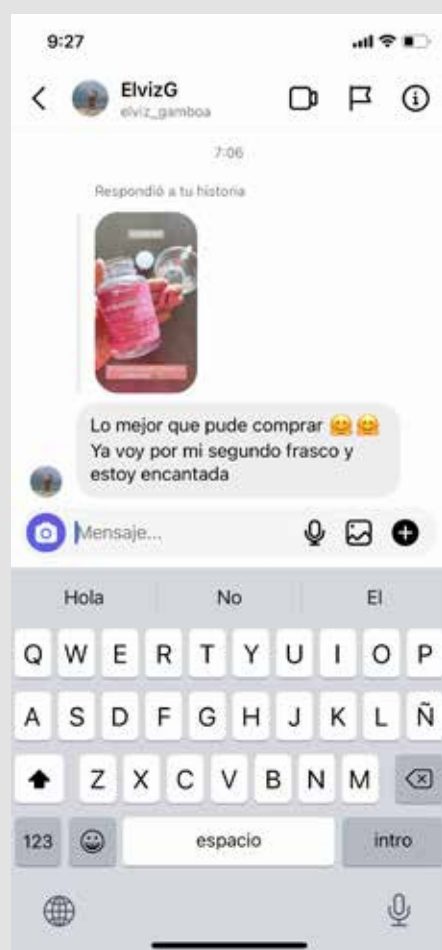 9:27
ElvizG
elviz_gamboa
7:06
Respondió a tu historia
Lo mejor que pude comprar 🤗🤗
Ya voy por mi segundo frasco y
estoy encantada
Mensaje...
Hola No El
Q W E R T Y U I O P
A S D F G H J K L Ñ
Z X C V B N M
123 espacio intro